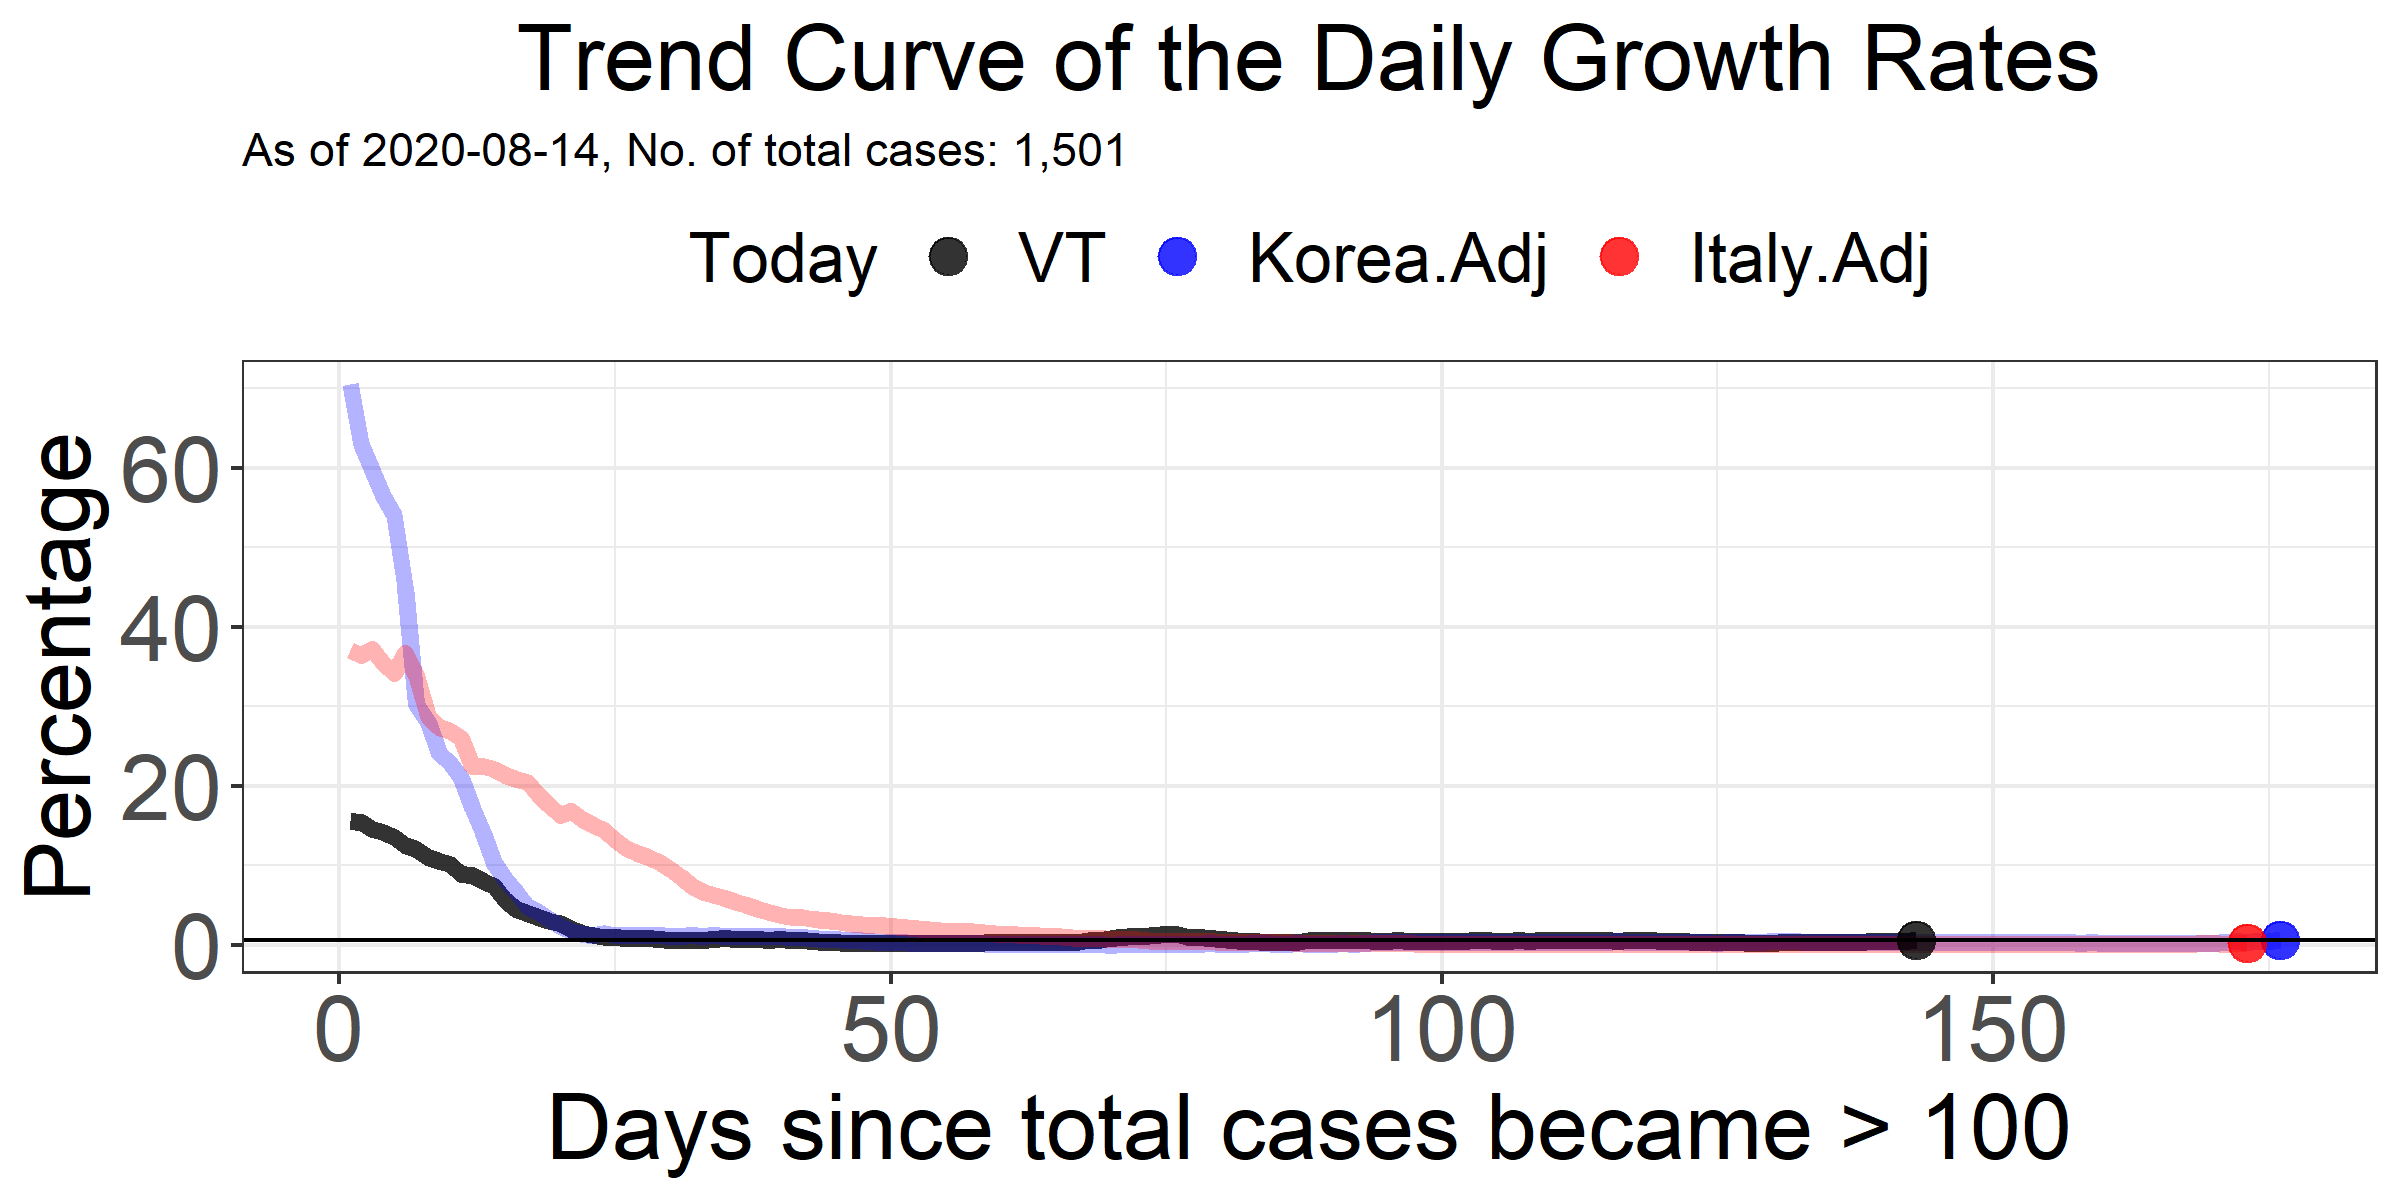 Trend Curve of the Daily Growth Rates
As of 2020-08-14, No. of total cases: 1,501
Today VT Korea.Adj Italy.Adj
Percentage
60
40
20
0
0 50 100 150
Days since total cases became > 100